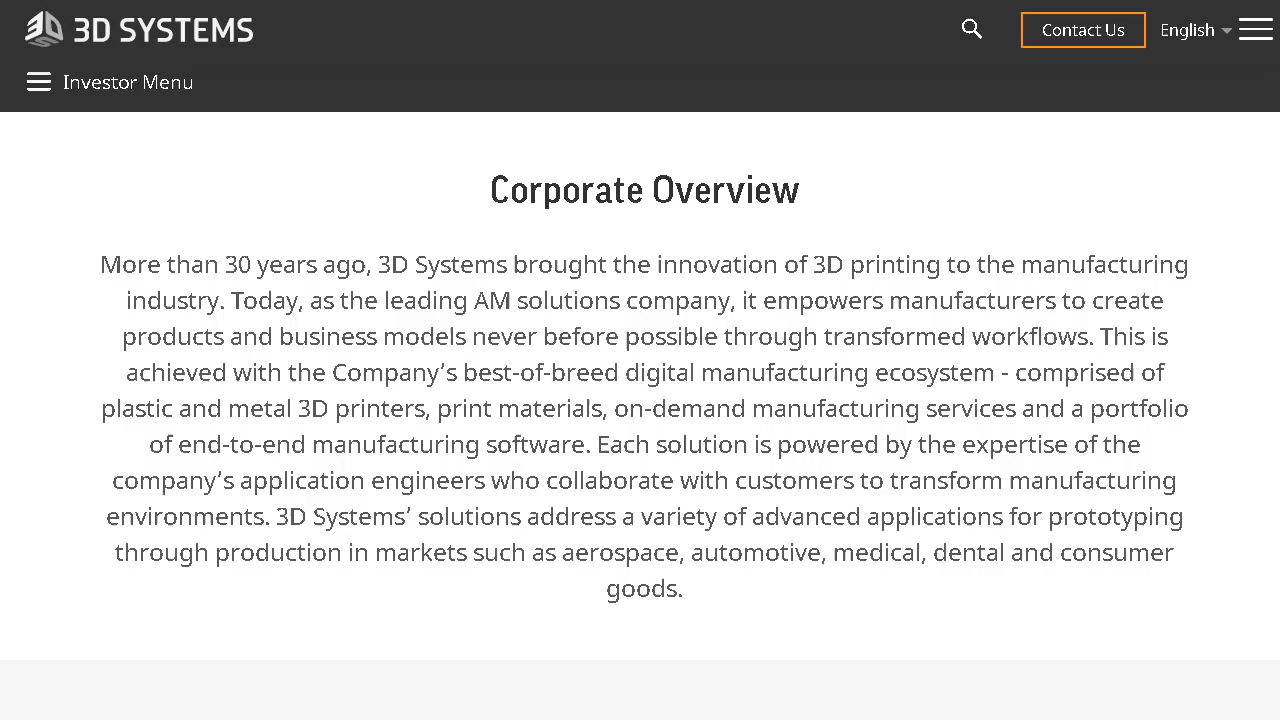 3D SYSTEMS
Contact Us
English
Investor Menu
Corporate Overview
More than 30 years ago, 3D Systems brought the innovation of 3D printing to the manufacturing
industry. Today, as the leading AM solutions company, it empowers manufacturers to create
products and business models never before possible through transformed workflows. This is
achieved with the Company’s best-of-breed digital manufacturing ecosystem - comprised of
plastic and metal 3D printers, print materials, on-demand manufacturing services and a portfolio
of end-to-end manufacturing software. Each solution is powered by the expertise of the
company’s application engineers who collaborate with customers to transform manufacturing
environments. 3D Systems’ solutions address a variety of advanced applications for prototyping
through production in markets such as aerospace, automotive, medical, dental and consumer
goods.